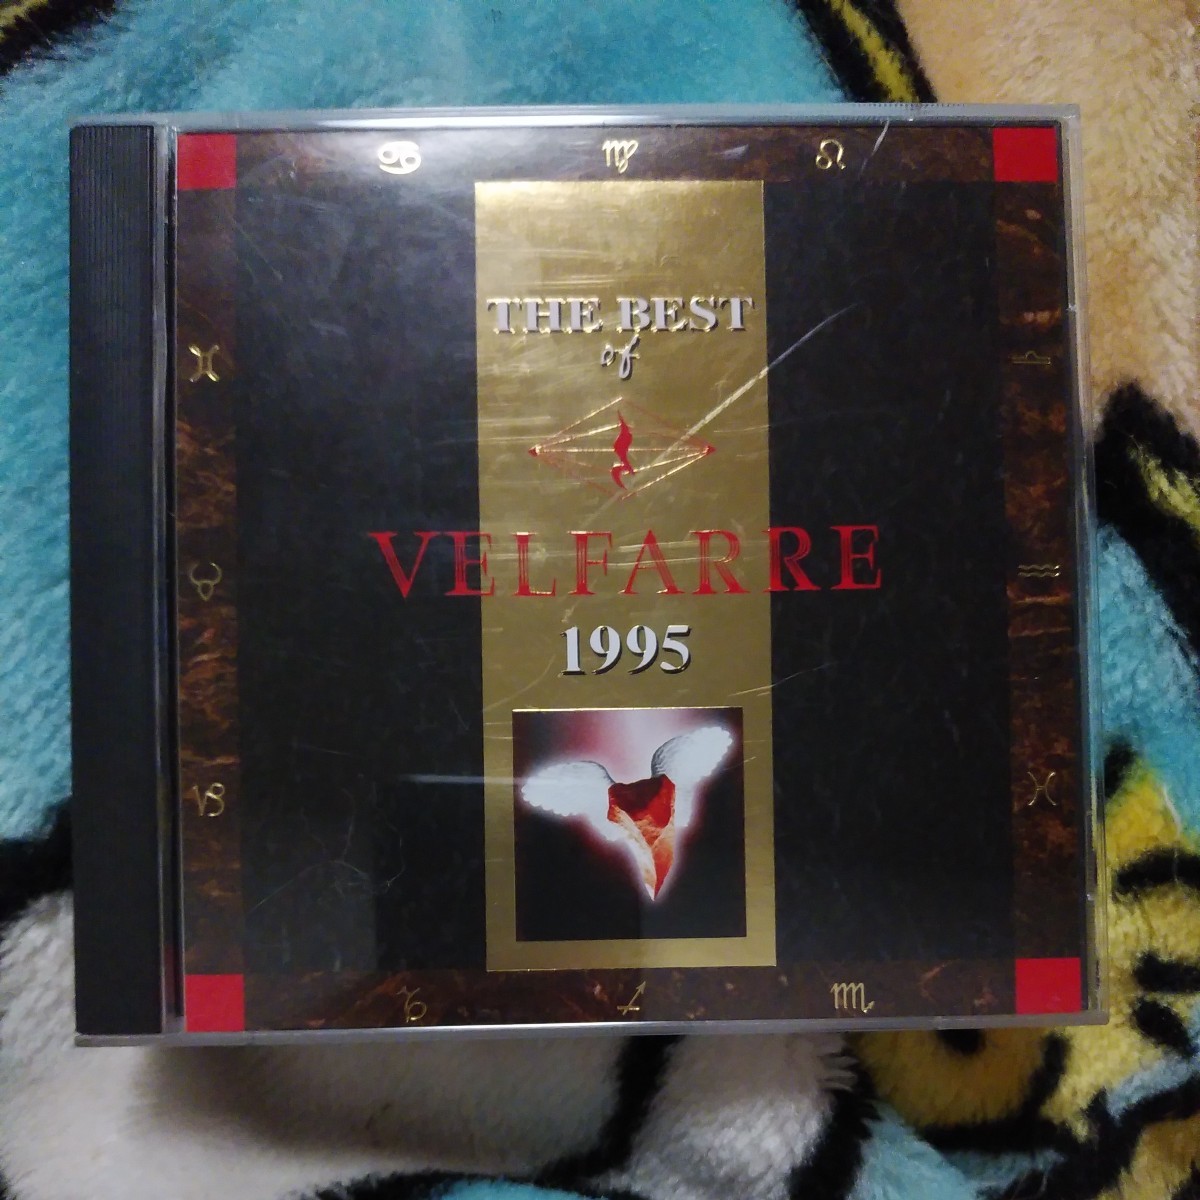 THE BEST
of
VELFARRE
1995